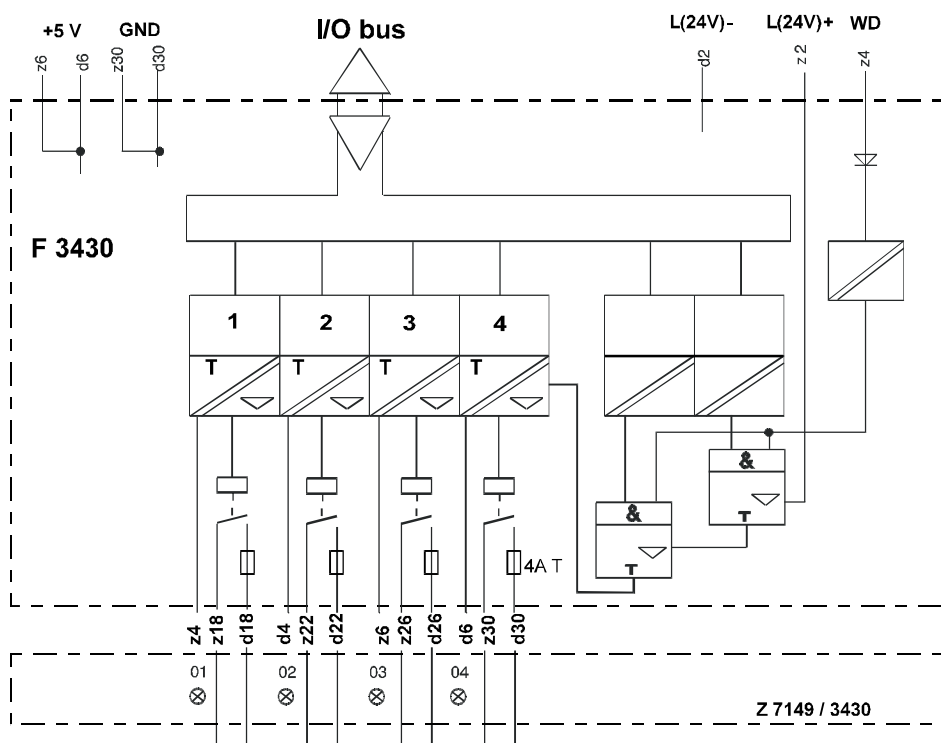 +5 V GND I/O bus L(24V)- L(24V)+ WD
z6 d6 z30 d30 d2 z2 z4
F 3430
1 2 3 4
T T T T
&
T
&
T
4A T
z4 z18 d18 d4 z22 d22 z6 z26 d26 d6 z30 d30
01 02 03 04
Z 7149 / 3430